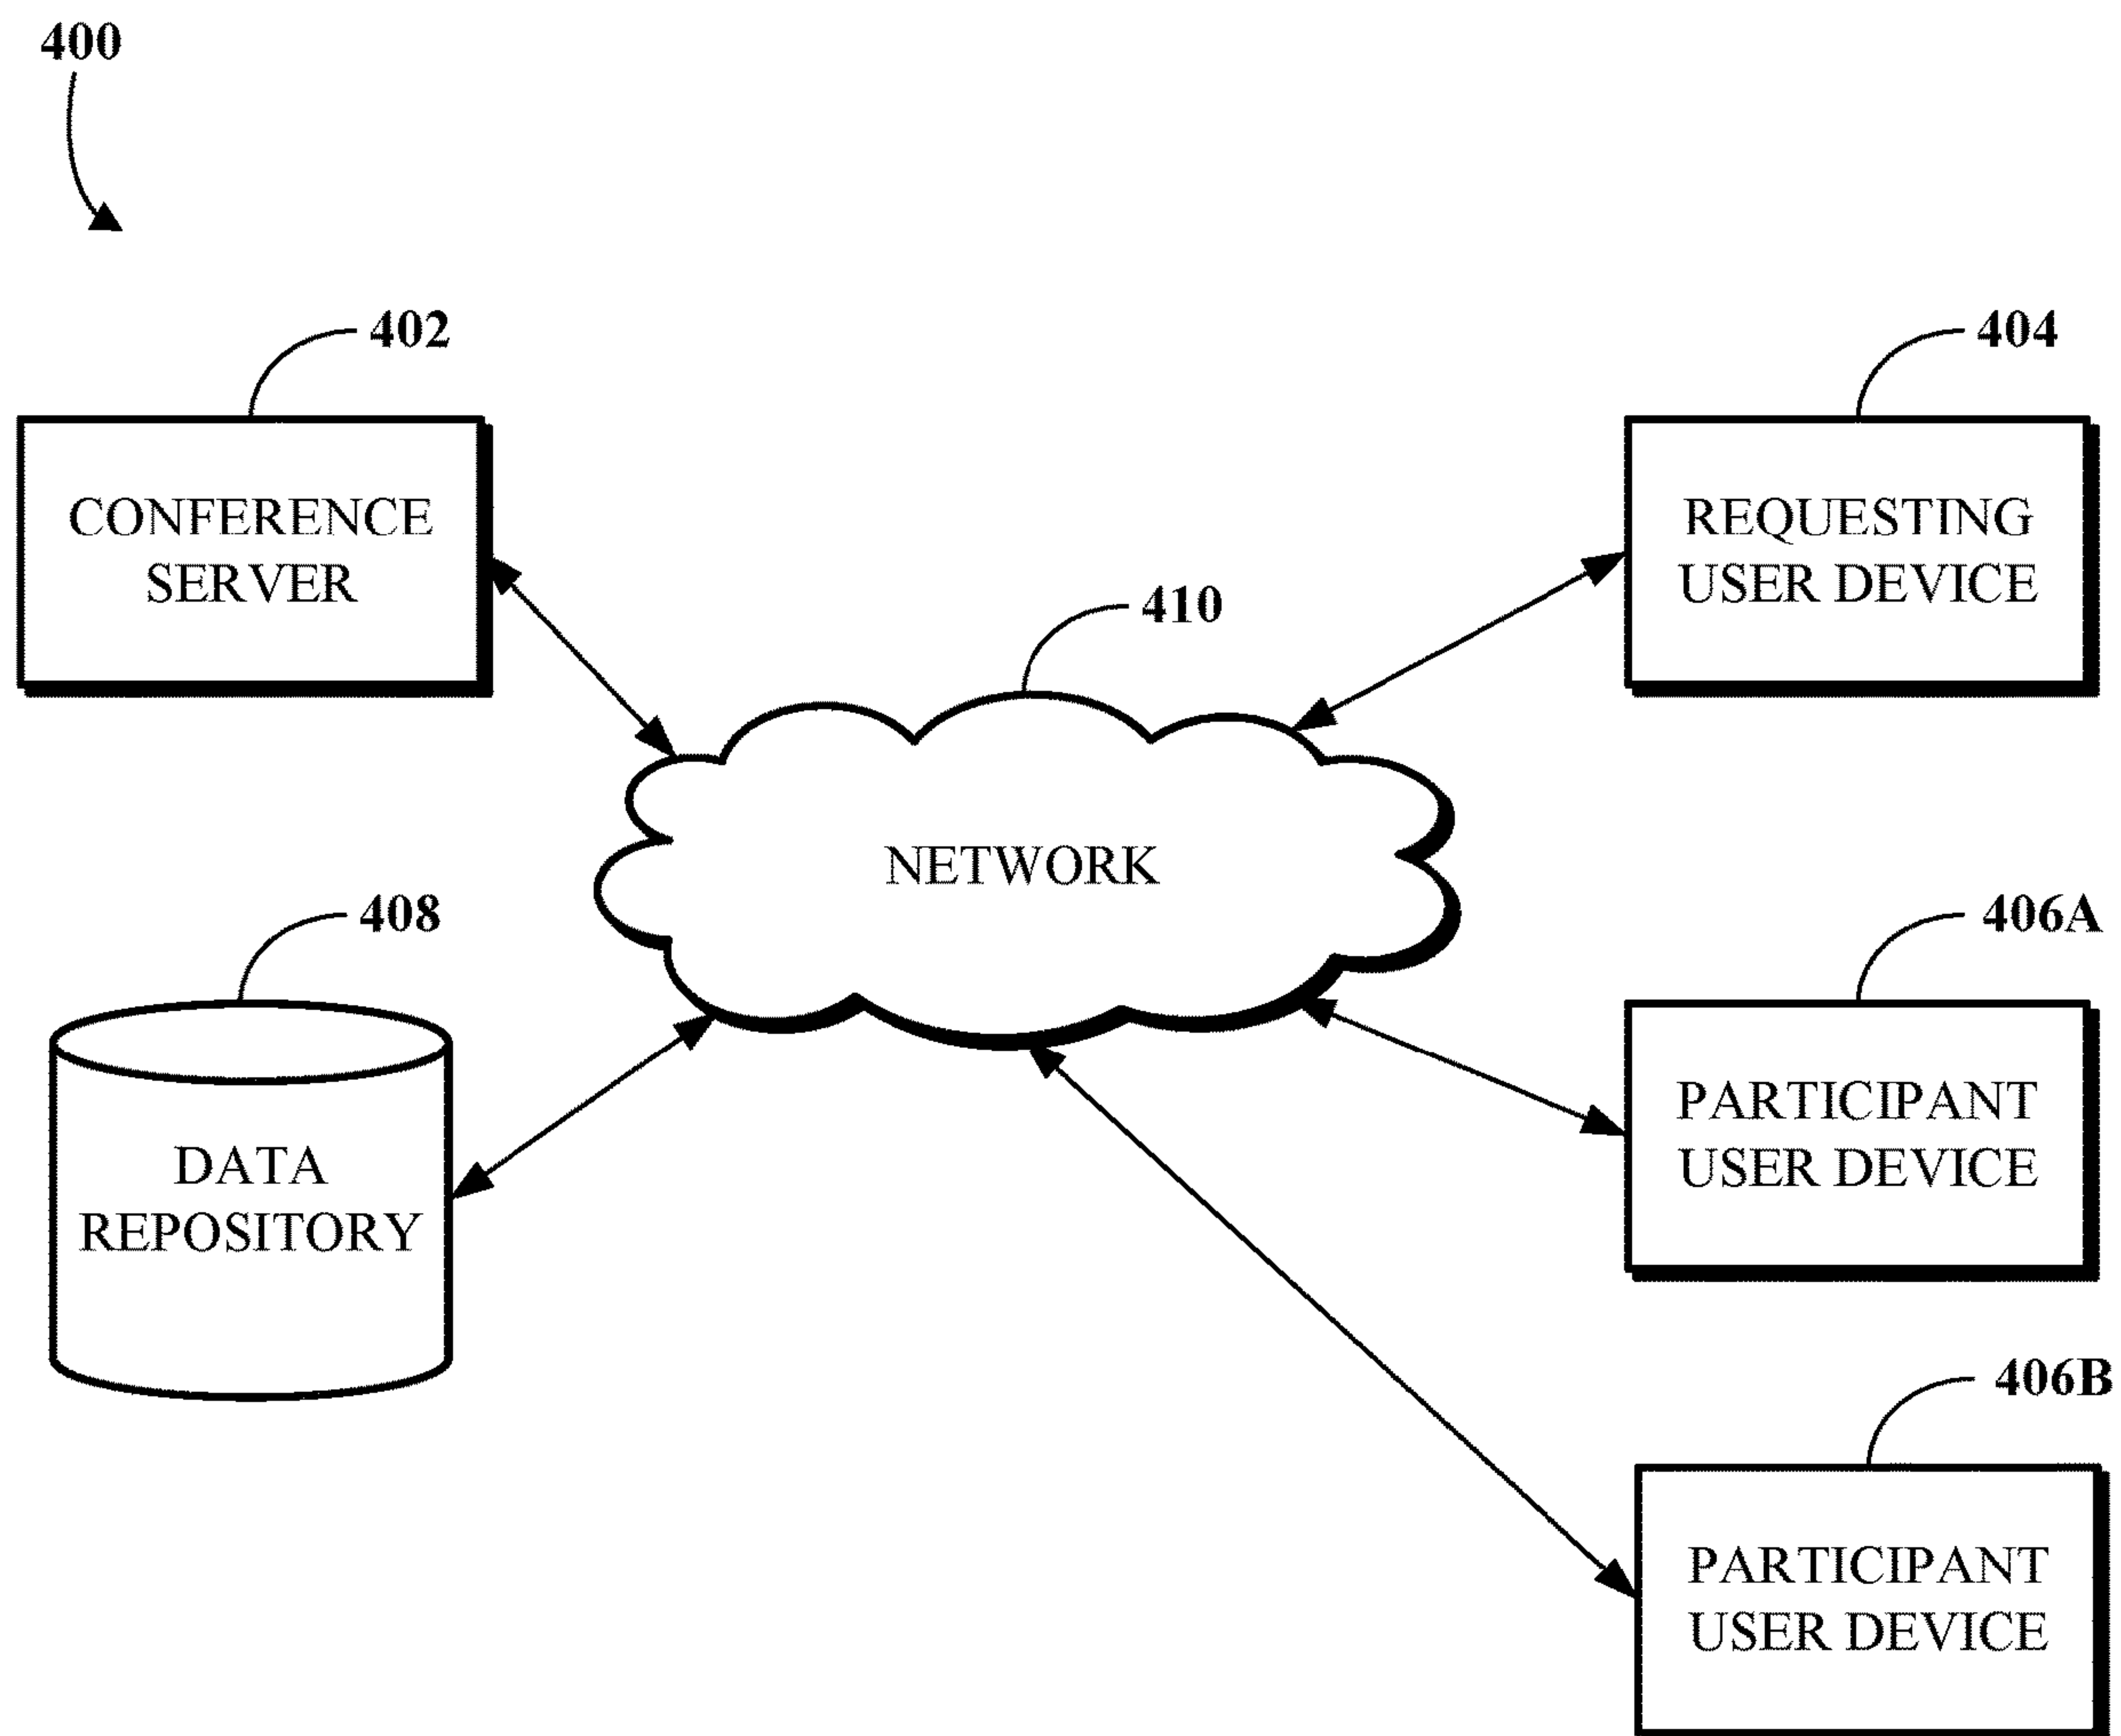 400
402
404
CONFERENCE
SERVER
REQUESTING
USER DEVICE
410
NETWORK
408
406A
DATA
REPOSITORY
PARTICIPANT
USER DEVICE
406B
PARTICIPANT
USER DEVICE